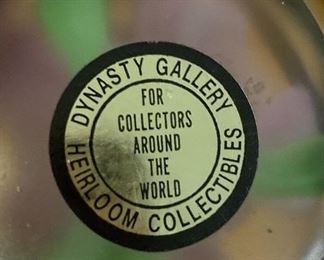 DYNASTY GALLERY
FOR
COLLECTORS
AROUND
THE
WORLD
HEIRLOOM COLLECTIBLES